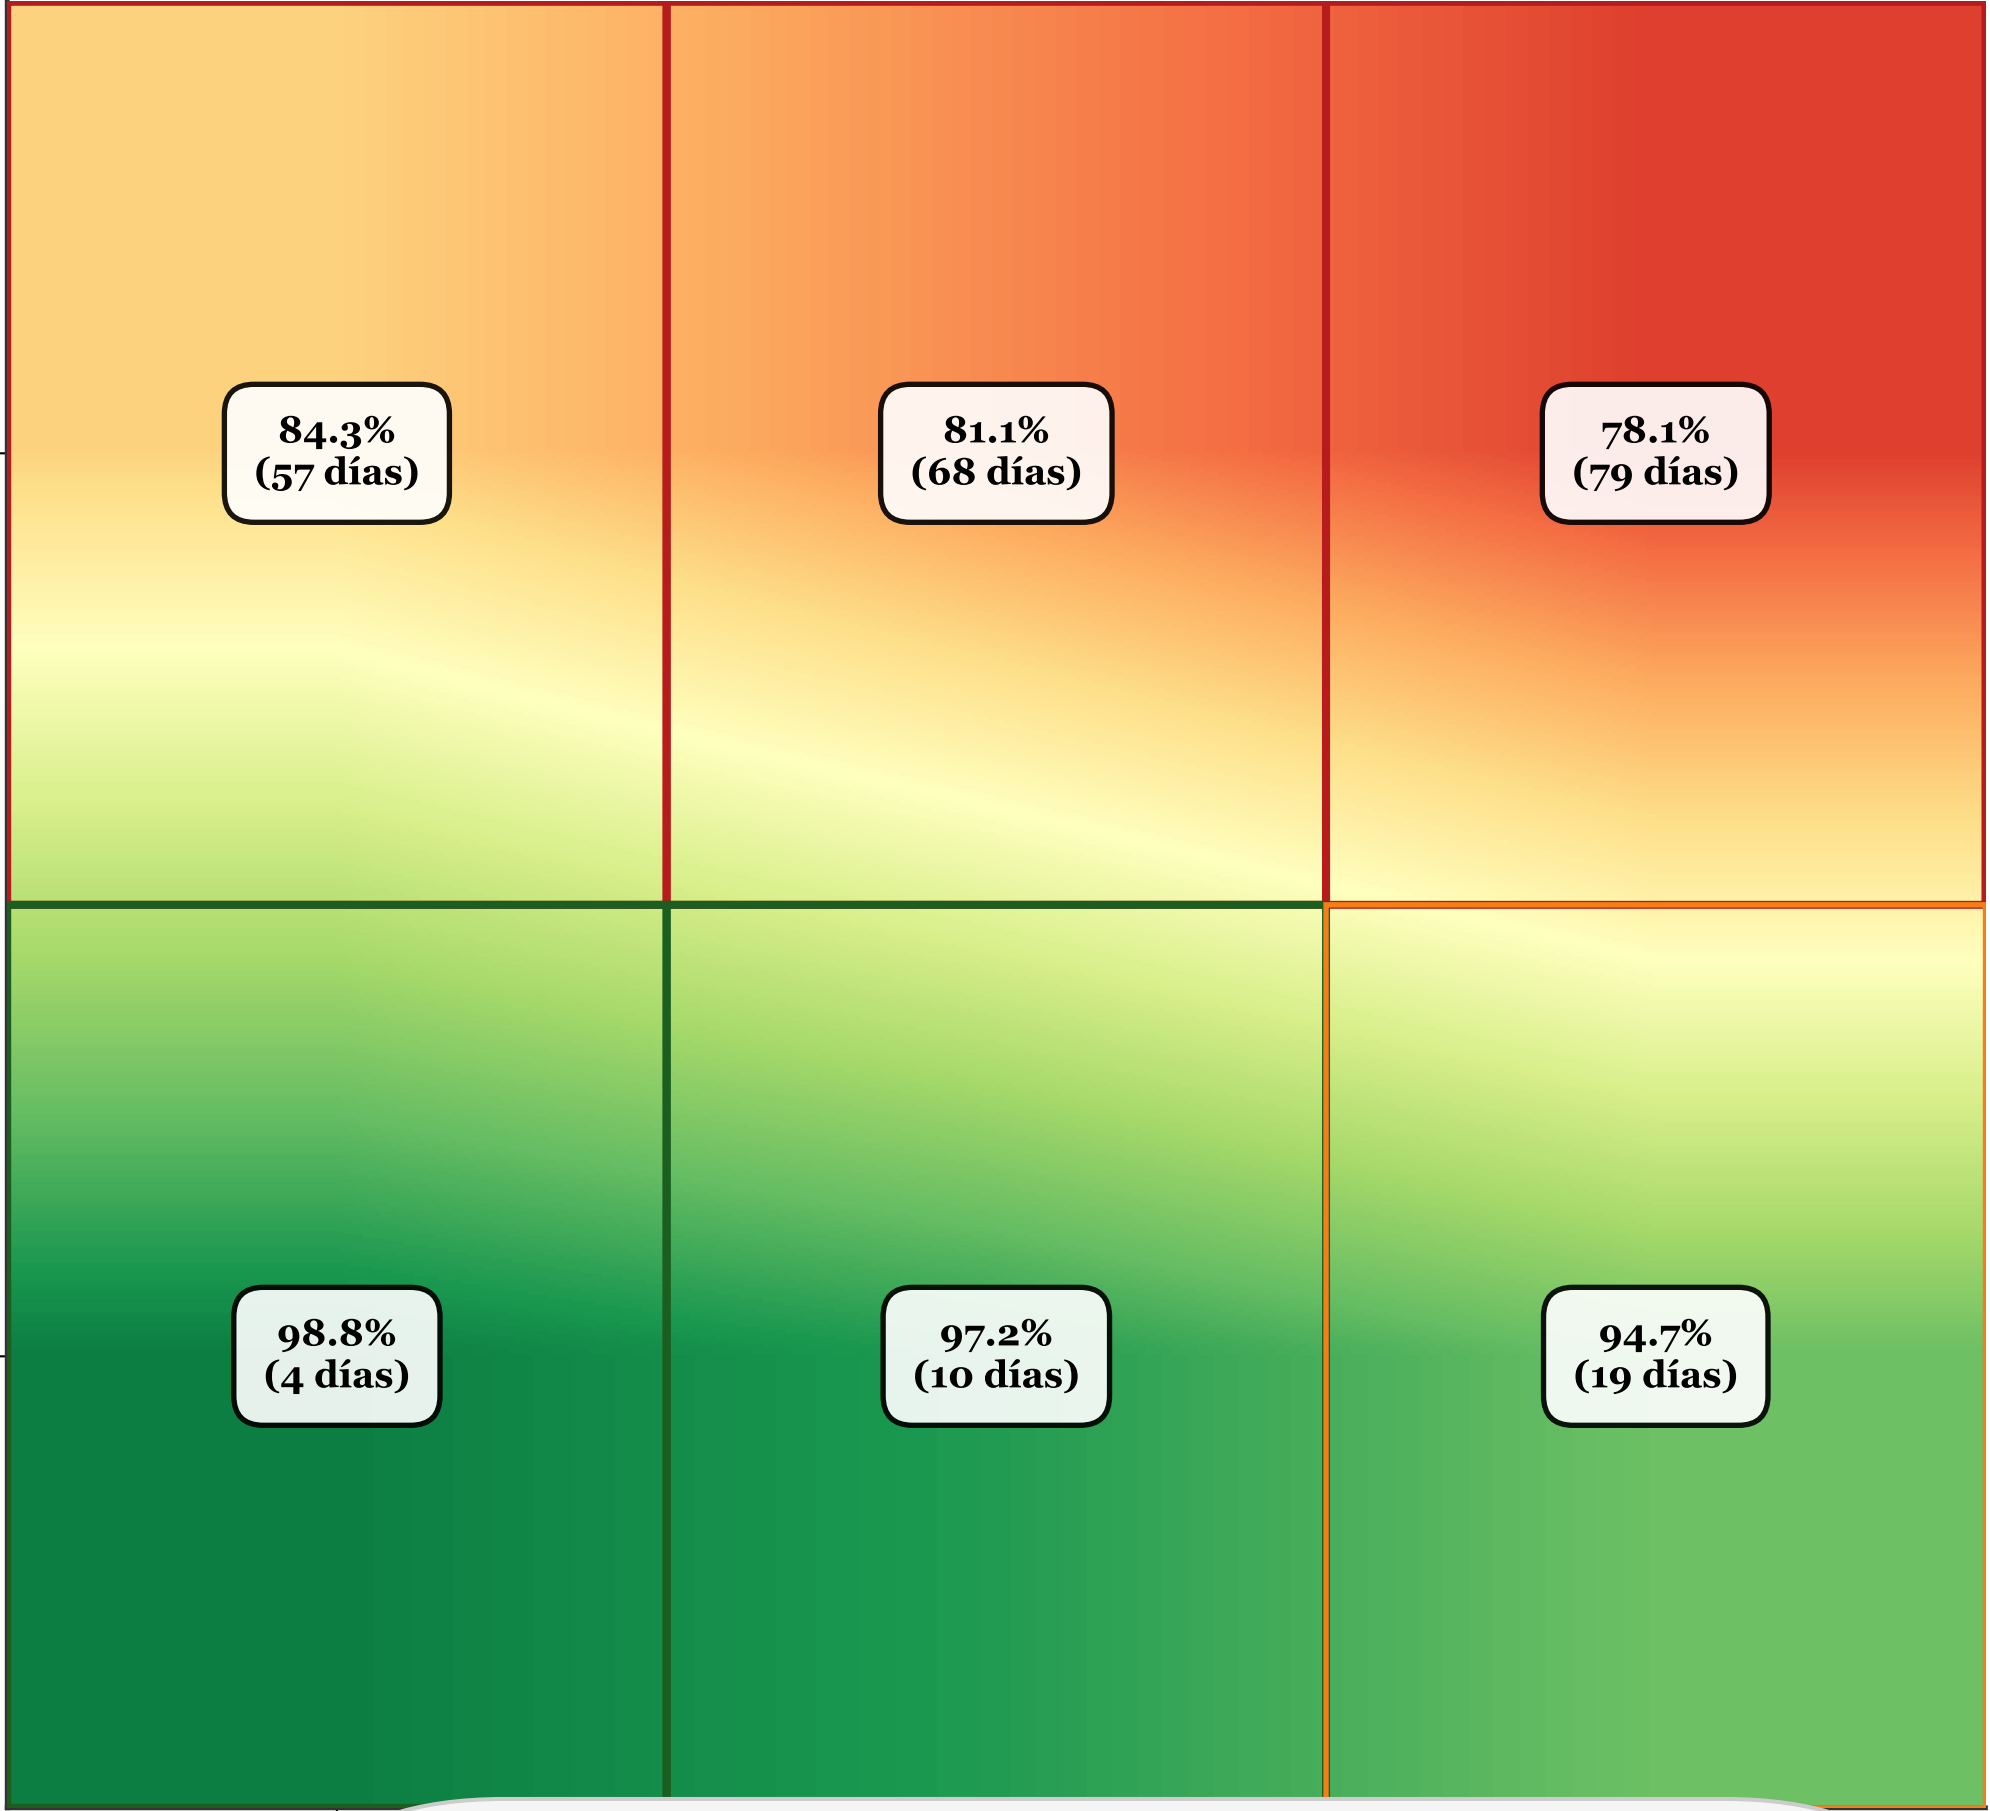 84.3%
(57 días)
81.1%
(68 días)
78.1%
(79 días)
98.8%
(4 días)
97.2%
(10 días)
94.7%
(19 días)